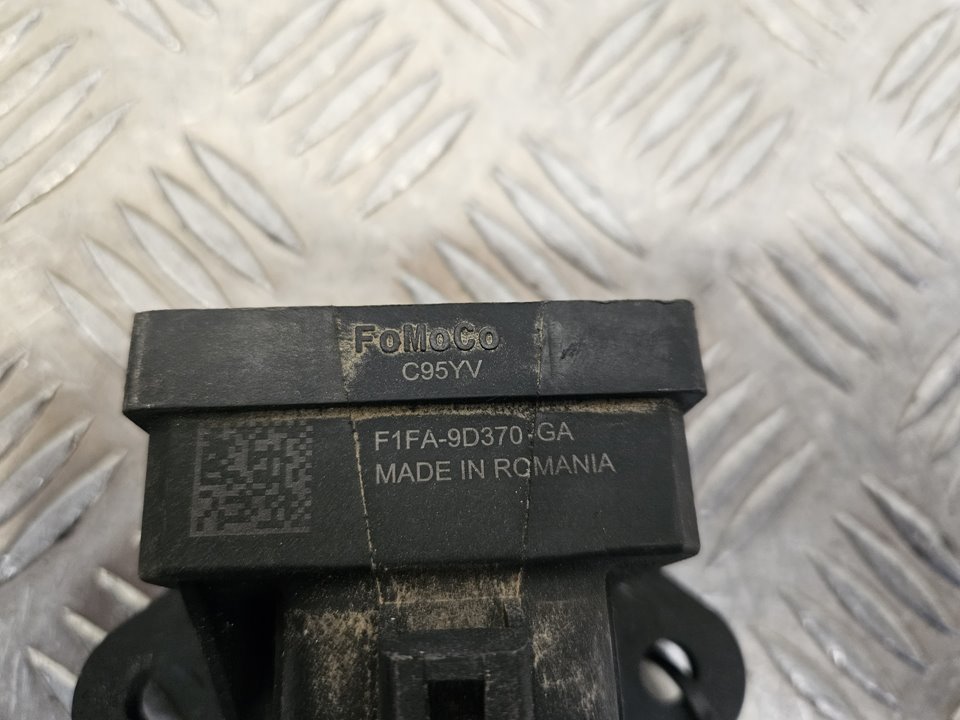 FoMoCo
C95YV
F1FA-9D370-GA
MADE IN ROMANIA